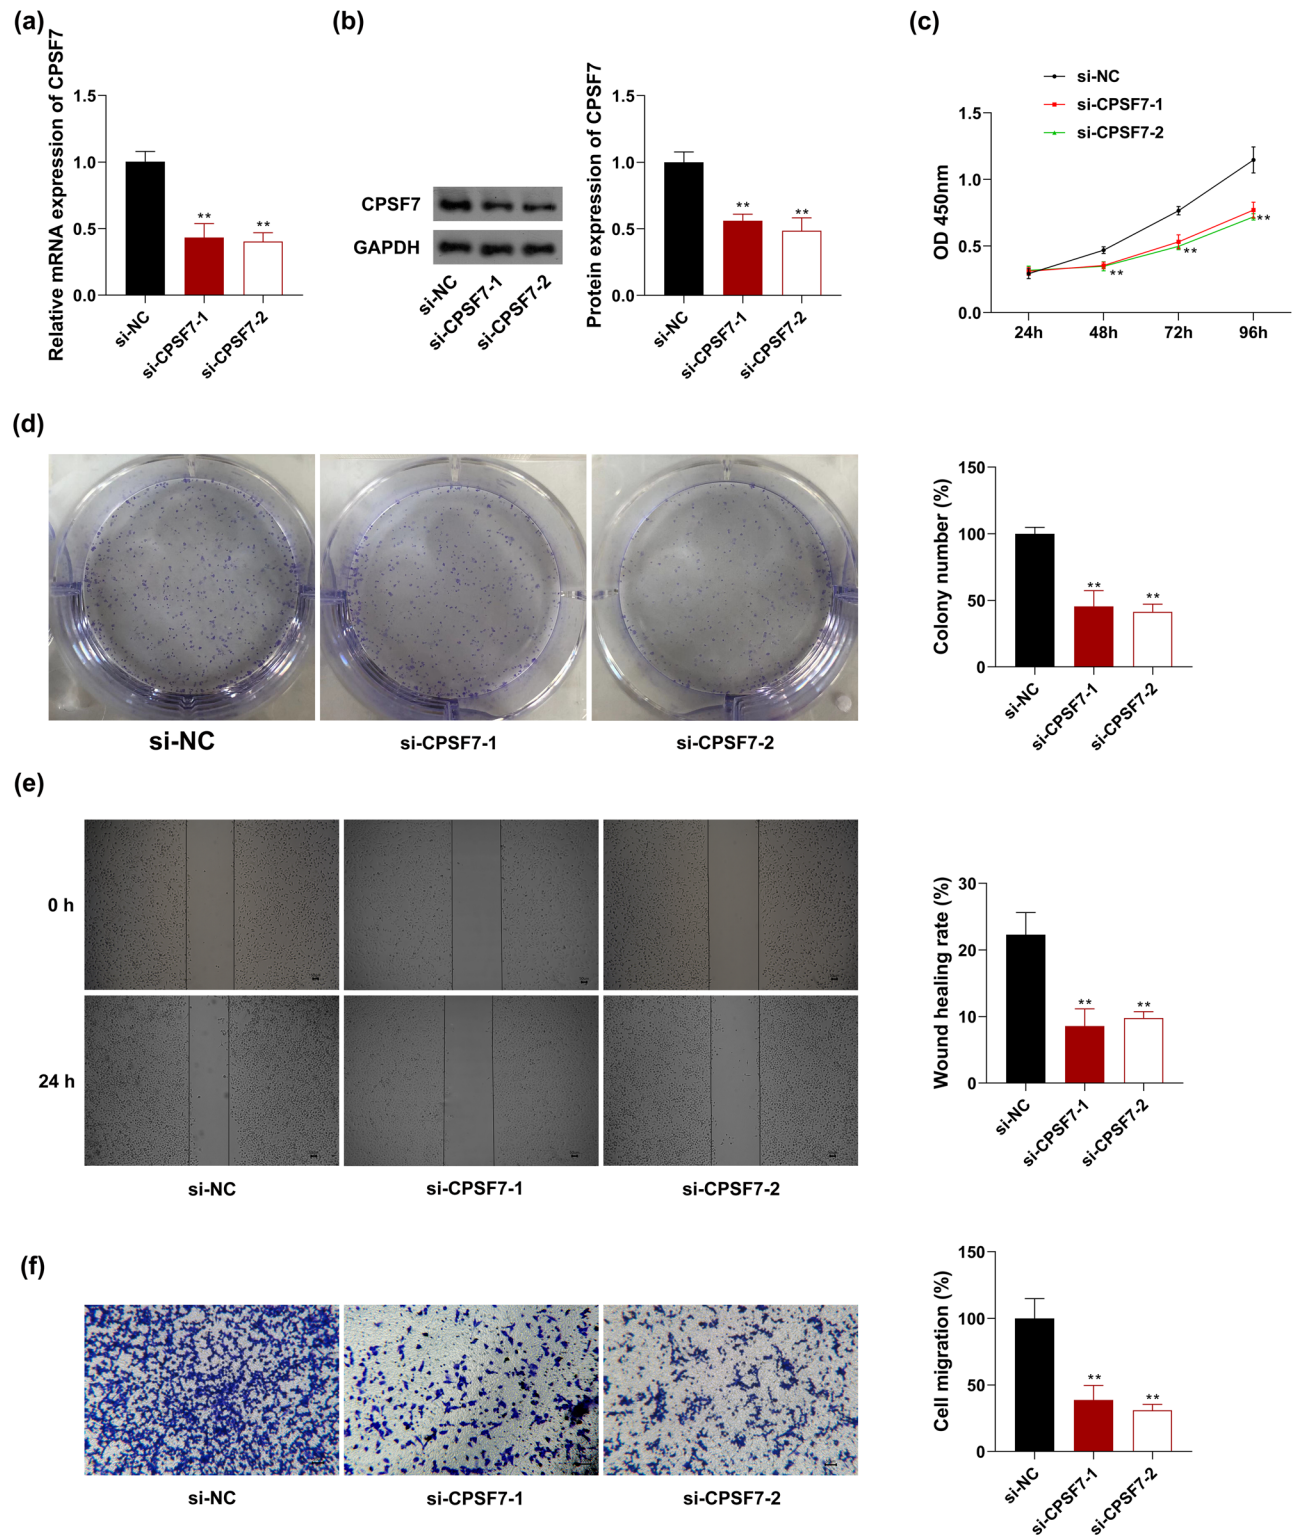 (a)
Relative mRNA expression of CPSF7
1.5
1.0
0.5
0.0
**
**
si-NC
si-CPSF7-1
si-CPSF7-2
(b)
CPSF7
GAPDH
si-NC
si-CPSF7-1
si-CPSF7-2
Protein expression of CPSF7
1.5
1.0
0.5
0.0
**
**
si-NC
si-CPSF7-1
si-CPSF7-2
(c)
si-NC
si-CPSF7-1
si-CPSF7-2
OD 450nm
1.5
1.0
0.5
0.0
**
**
**
24h
48h
72h
96h
(d)
si-NC
si-CPSF7-1
si-CPSF7-2
Colony number (%)
150
100
50
0
**
**
si-NC
si-CPSF7-1
si-CPSF7-2
(e)
0 h
24 h
si-NC
si-CPSF7-1
si-CPSF7-2
Wound healing rate (%)
30
20
10
0
**
**
si-NC
si-CPSF7-1
si-CPSF7-2
(f)
si-NC
si-CPSF7-1
si-CPSF7-2
Cell migration (%)
150
100
50
0
**
**
si-NC
si-CPSF7-1
si-CPSF7-2